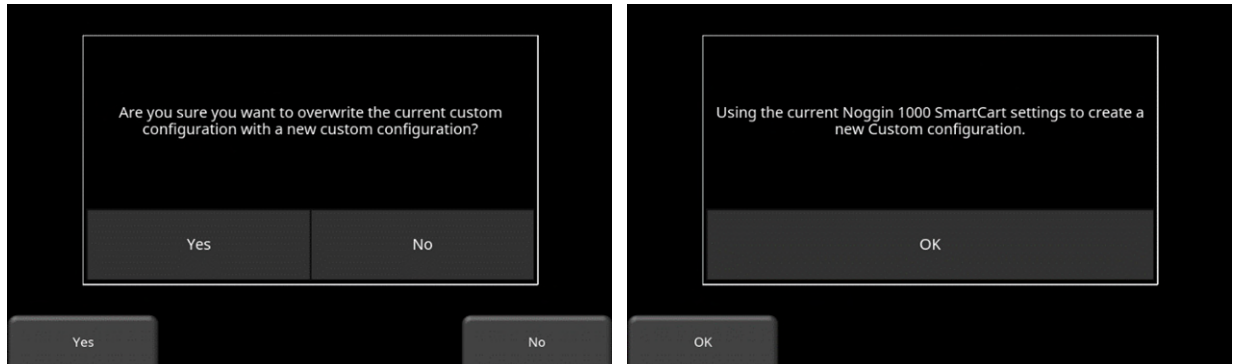 Are you sure you want to overwrite the current custom
configuration with a new custom configuration?
Yes
No
Yes
No
Using the current Noggin 1000 SmartCart settings to create a
new Custom configuration.
OK
OK